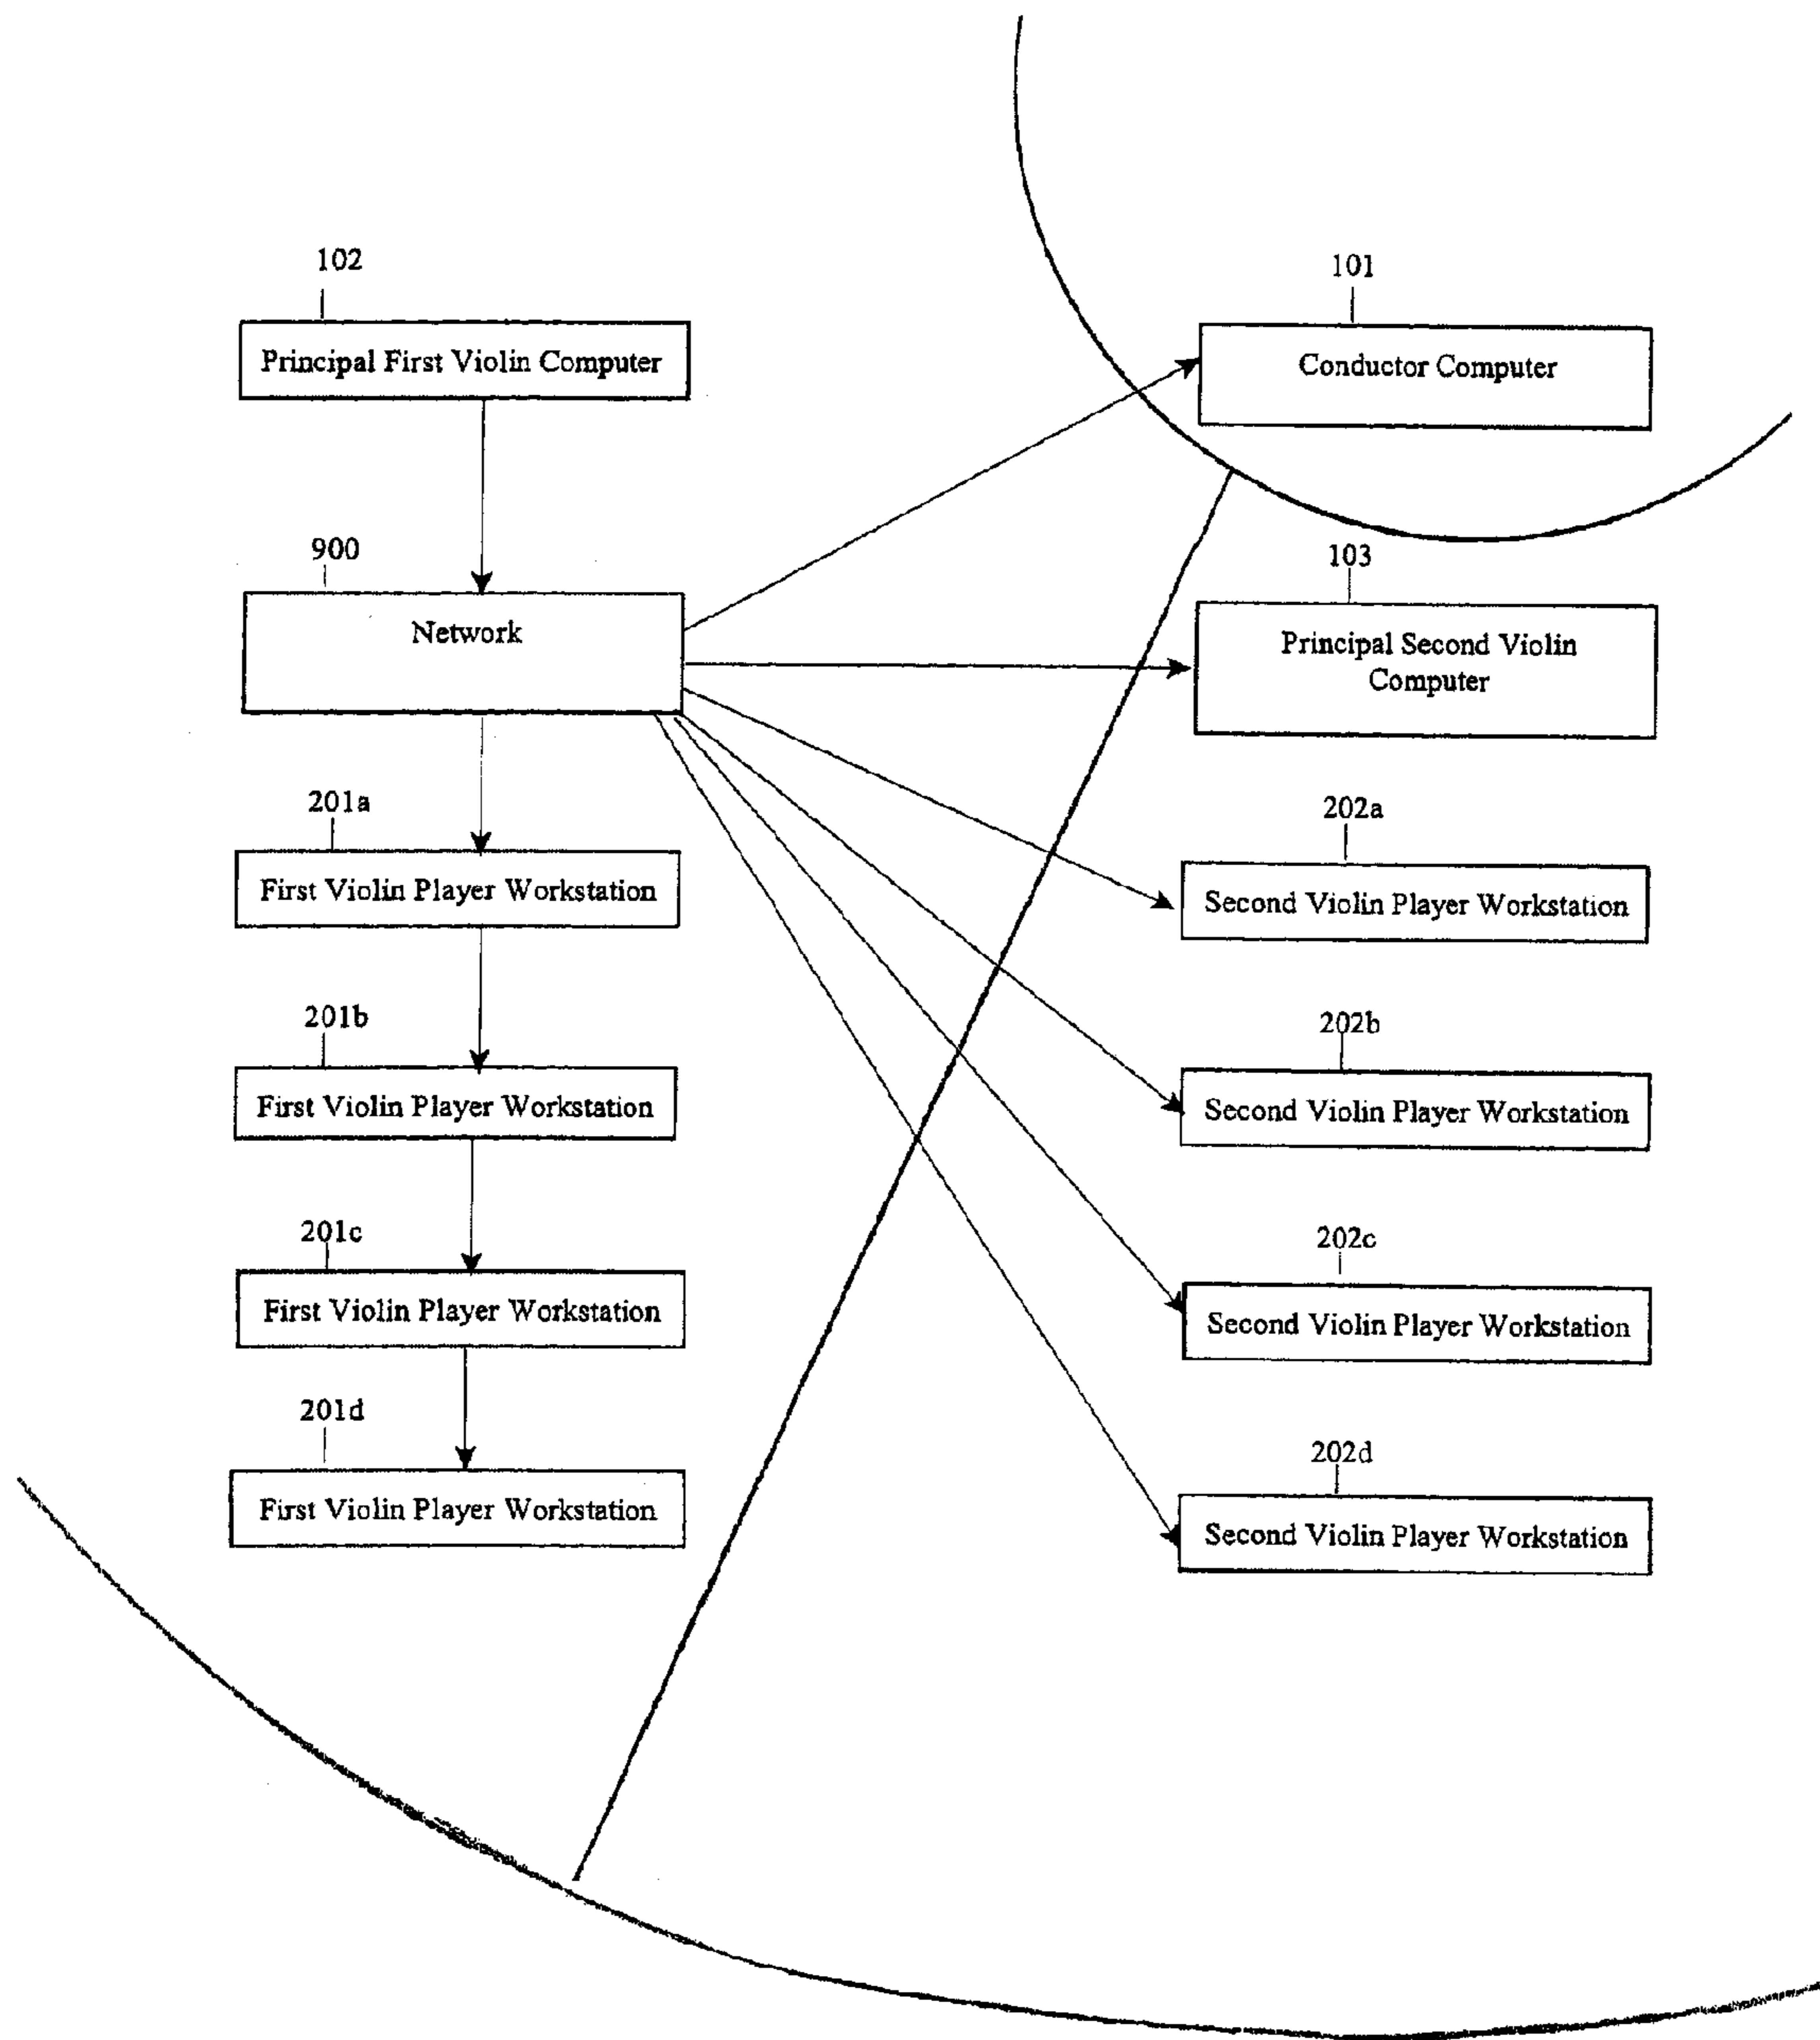 102
Principal First Violin Computer
101
Conductor Computer
900
Network
103
Principal Second Violin
Computer
201a
First Violin Player Workstation
202a
Second Violin Player Workstation
201b
First Violin Player Workstation
202b
Second Violin Player Workstation
201c
First Violin Player Workstation
202c
Second Violin Player Workstation
201d
First Violin Player Workstation
202d
Second Violin Player Workstation